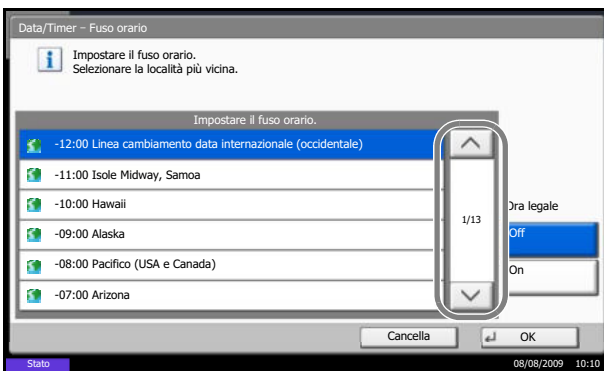 Data/Timer – Fuso orario
Impostare il fuso orario.
Selezionare la località più vicina.
Impostare il fuso orario.
-12:00 Linea cambiamento data internazionale (occidentale)
-11:00 Isole Midway, Samoa
-10:00 Hawaii
-09:00 Alaska
-08:00 Pacifico (USA e Canada)
-07:00 Arizona
1/13
Ora legale
Off
On
Cancella
OK
Stato
08/08/2009 10:10